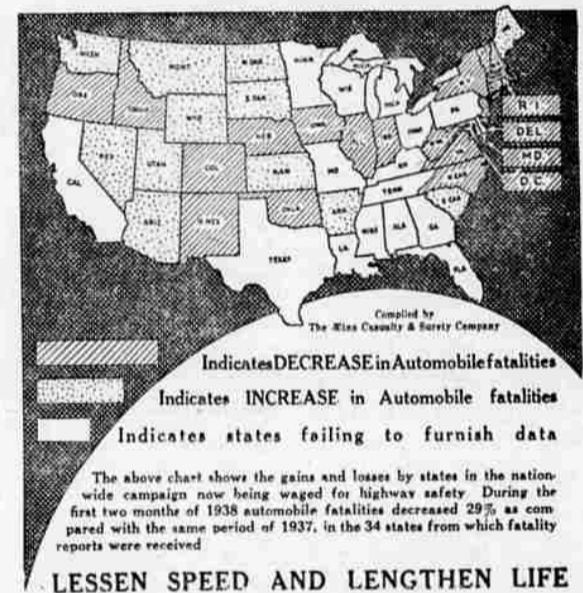 WASH
MONT
N DAK
MINN
ORE
IDAHO
S DAK
WIS
MICH
N Y
ME
WYO
NEB
IOWA
PA
R. I.
NEV
UTAH
COL
ILL
IND
OHIO
DEL.
CAL
KAN
MO
KY
MD.
ARIZ
N MEX
OKLA
ARK
TENN
N CAR
D. C.
S CAR
TEXAS
LA
MISS
ALA
GA
FLA
Compiled by
The Ætna Casualty & Surety Company
Indicates DECREASE in Automobile fatalities
Indicates INCREASE in Automobile fatalities
Indicates states failing to furnish data
The above chart shows the gains and losses by states in the nation-
wide campaign now being waged for highway safety. During the
first two months of 1938 automobile fatalities decreased 29% as com
pared with the same period of 1937, in the 34 states from which fatality
reports were received
LESSEN SPEED AND LENGTHEN LIFE